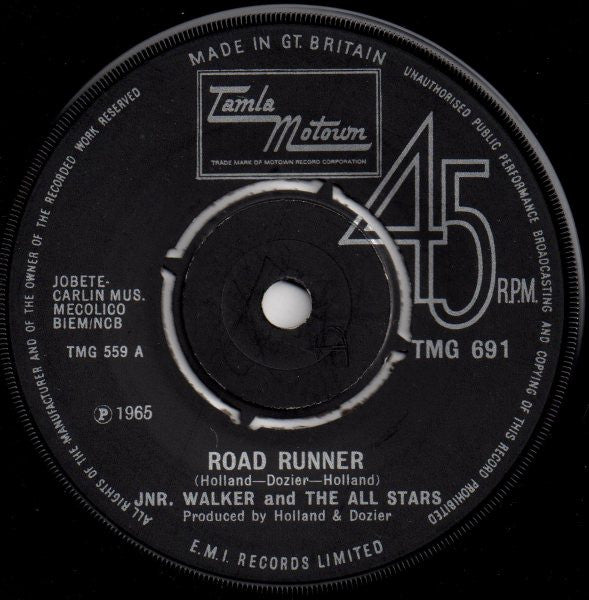 MADE IN GT. BRITAIN
UNAUTHORISED PUBLIC PERFORMANCE BROADCASTING AND COPYING OF THIS RECORD PROHIBITED
ALL RIGHTS OF THE MANUFACTURER AND OF THE OWNER OF THE RECORDED WORK RESERVED
Tamla
Motown
TRADE MARK OF MOTOWN RECORD CORPORATION
45
R.P.M.
JOBETE-
CARLIN MUS.
MECOLICO
BIEM/NCB
TMG 559 A
TMG 691
Ⓟ 1965
ROAD RUNNER
(Holland—Dozier—Holland)
JNR. WALKER and THE ALL STARS
Produced by Holland & Dozier
E.M.I. RECORDS LIMITED